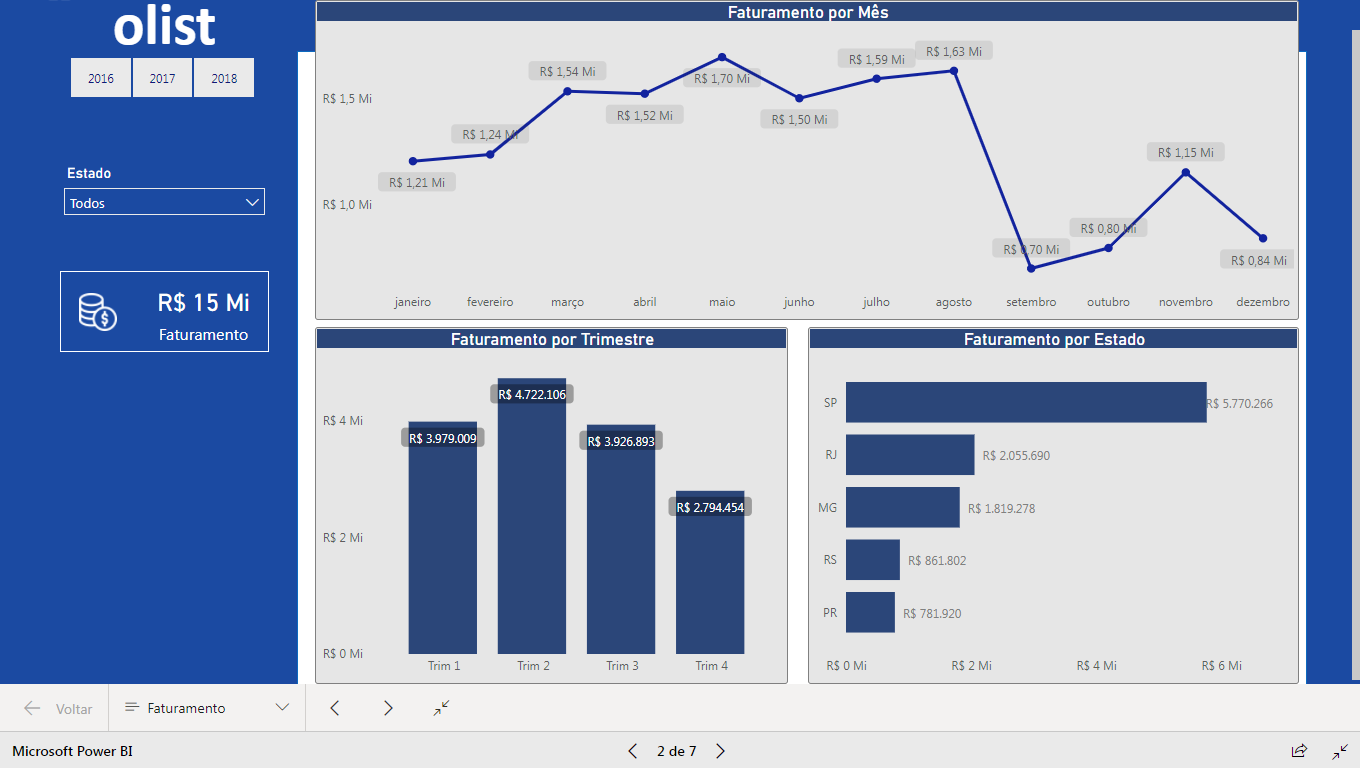 olist
2016 2017 2018
Estado
Todos
R$ 15 Mi
Faturamento
Faturamento por Mês
R$ 1,5 Mi
R$ 1,0 Mi
R$ 1,21 Mi
R$ 1,24 Mi
R$ 1,54 Mi
R$ 1,52 Mi
R$ 1,70 Mi
R$ 1,50 Mi
R$ 1,59 Mi
R$ 1,63 Mi
R$ 0,70 Mi
R$ 0,80 Mi
R$ 1,15 Mi
R$ 0,84 Mi
janeiro fevereiro março abril maio junho julho agosto setembro outubro novembro dezembro
Faturamento por Trimestre
R$ 4 Mi
R$ 2 Mi
R$ 0 Mi
R$ 3.979.009
R$ 4.722.106
R$ 3.926.893
R$ 2.794.454
Trim 1 Trim 2 Trim 3 Trim 4
Faturamento por Estado
SP R$ 5.770.266
RJ R$ 2.055.690
MG R$ 1.819.278
RS R$ 861.802
PR R$ 781.920
R$ 0 Mi R$ 2 Mi R$ 4 Mi R$ 6 Mi
Voltar Faturamento
Microsoft Power BI 2 de 7